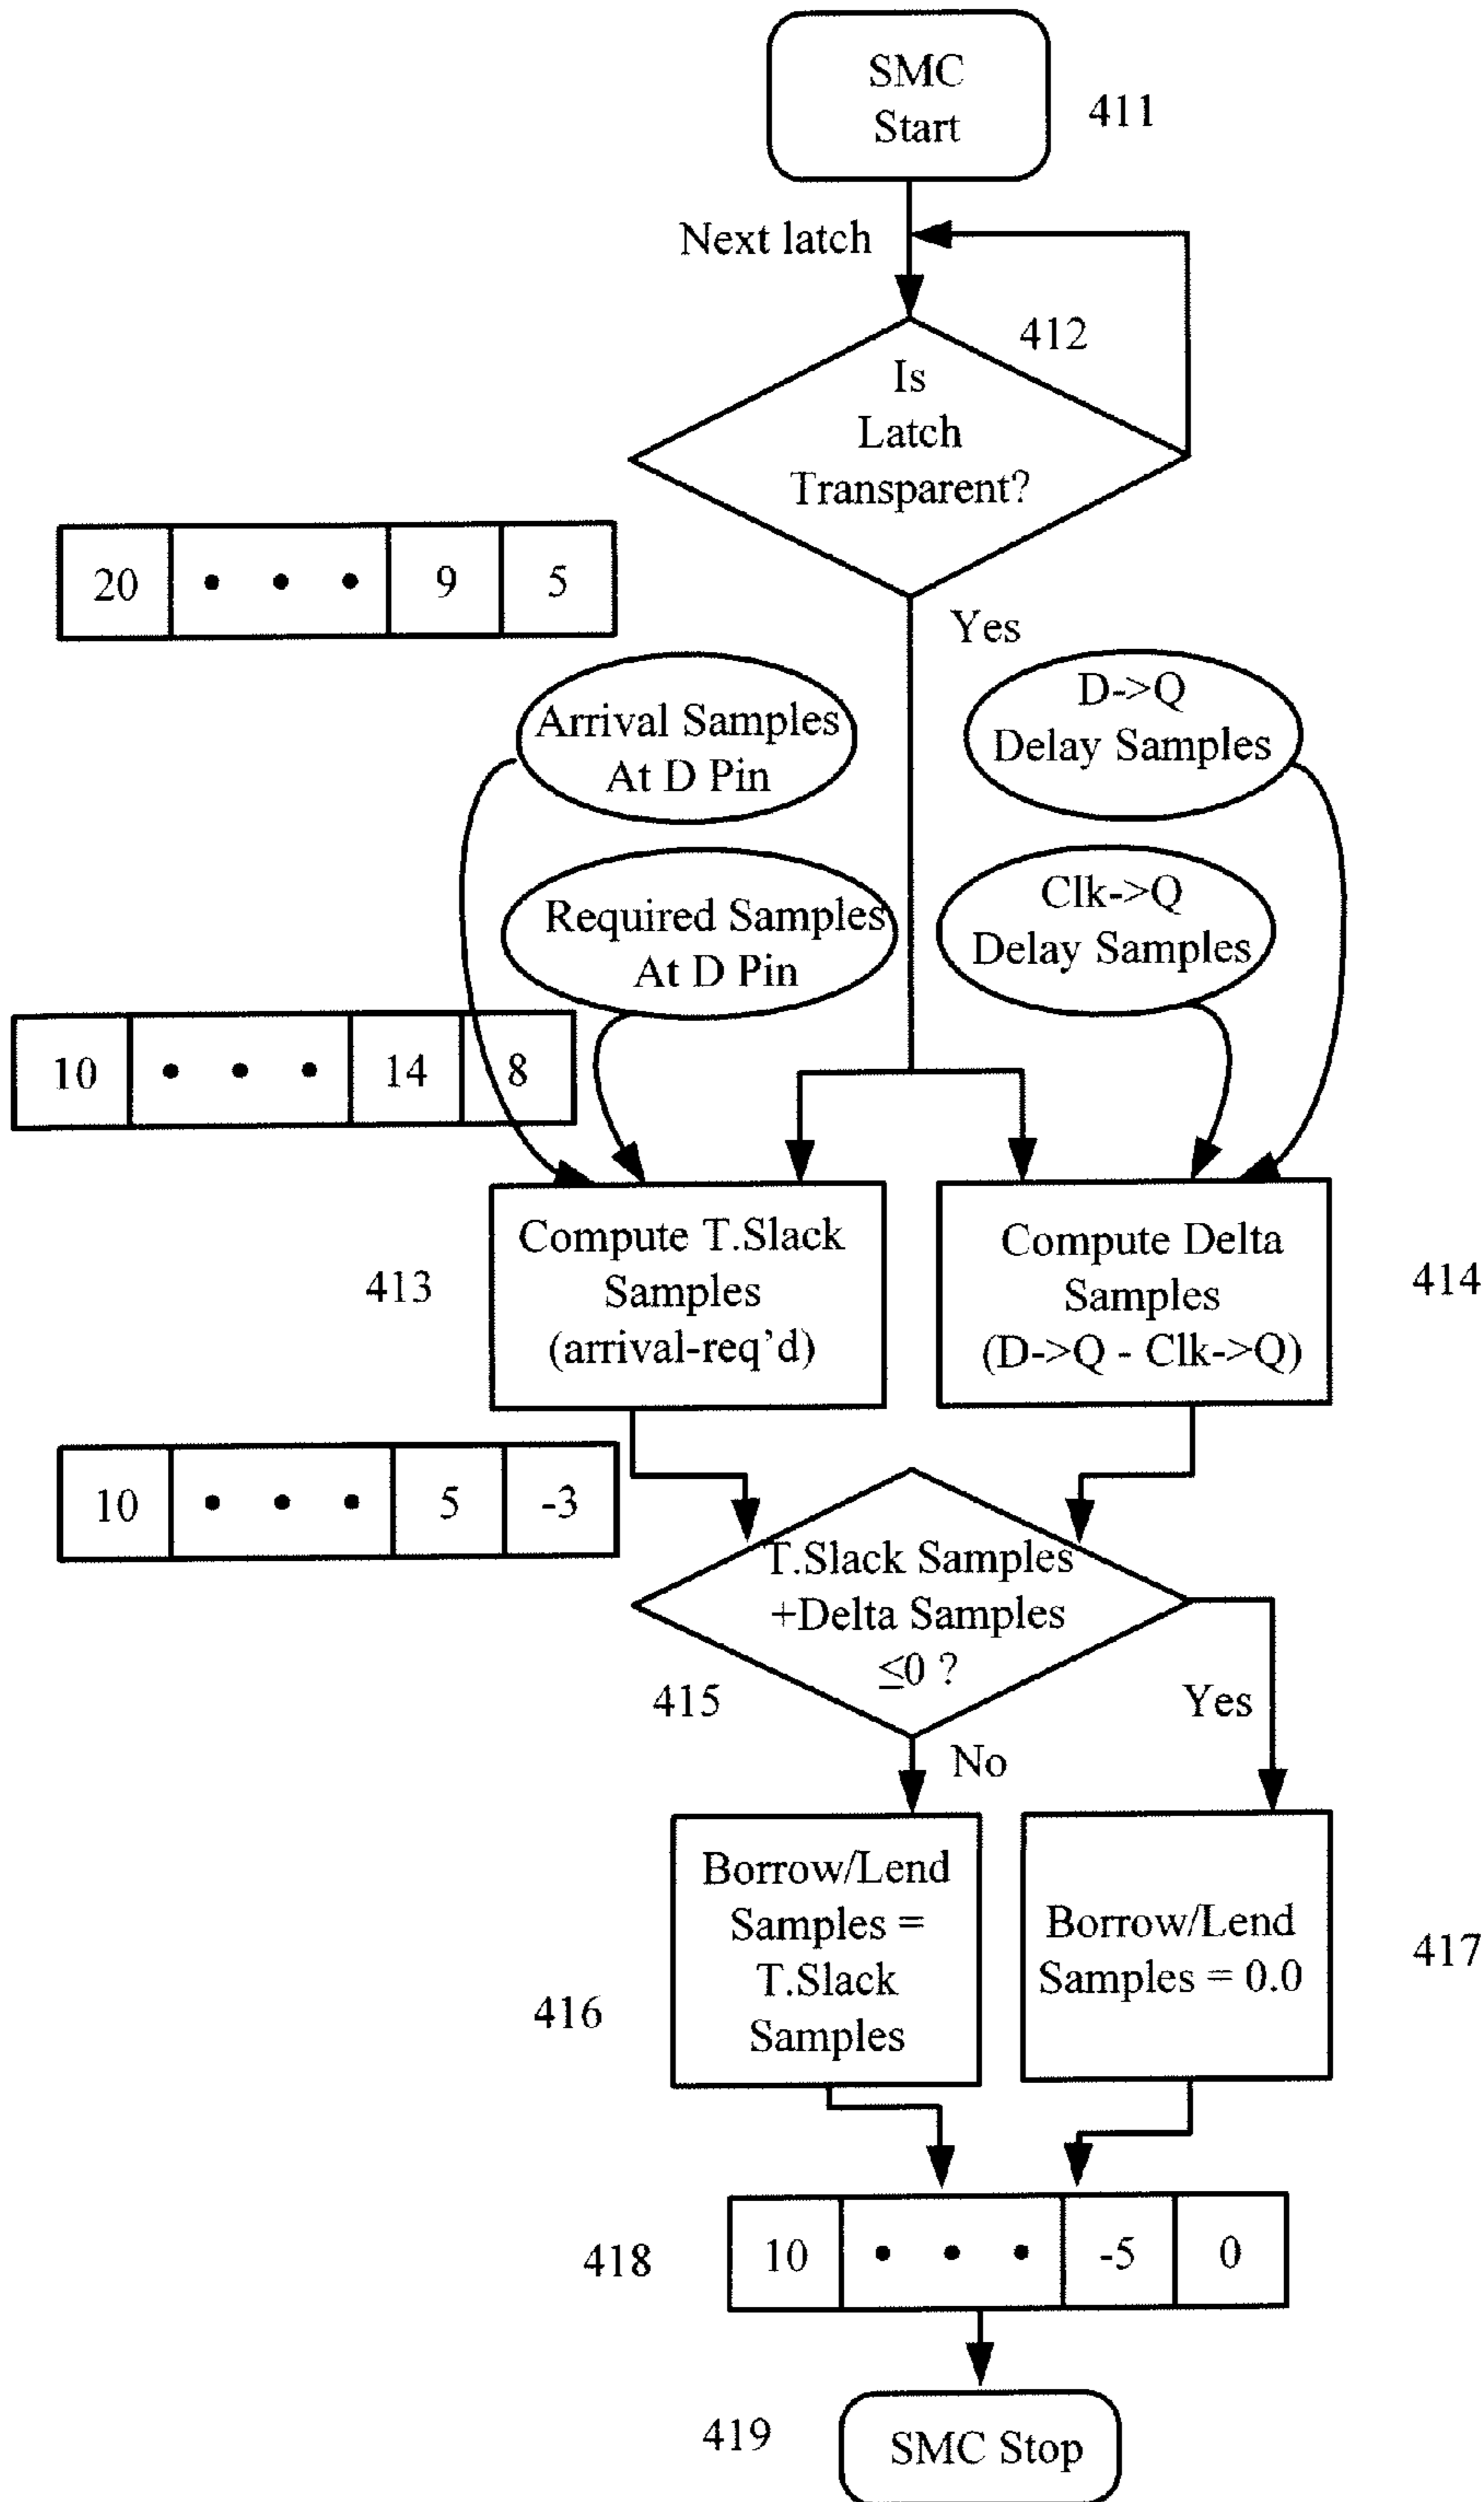 SMC
Start
411
Next latch
412
Is
Latch
Transparent?
20 • • • 9 5
Yes
Arrival Samples
At D Pin
D->Q
Delay Samples
Required Samples
At D Pin
Clk->Q
Delay Samples
10 • • • 14 8
413
Compute T.Slack
Samples
(arrival-req'd)
Compute Delta
Samples
(D->Q - Clk->Q)
414
10 • • • 5 -3
T.Slack Samples
+Delta Samples
≤0 ?
415
Yes
No
Borrow/Lend
Samples =
T.Slack
Samples
416
Borrow/Lend
Samples = 0.0
417
418
10 • • • -5 0
419
SMC Stop